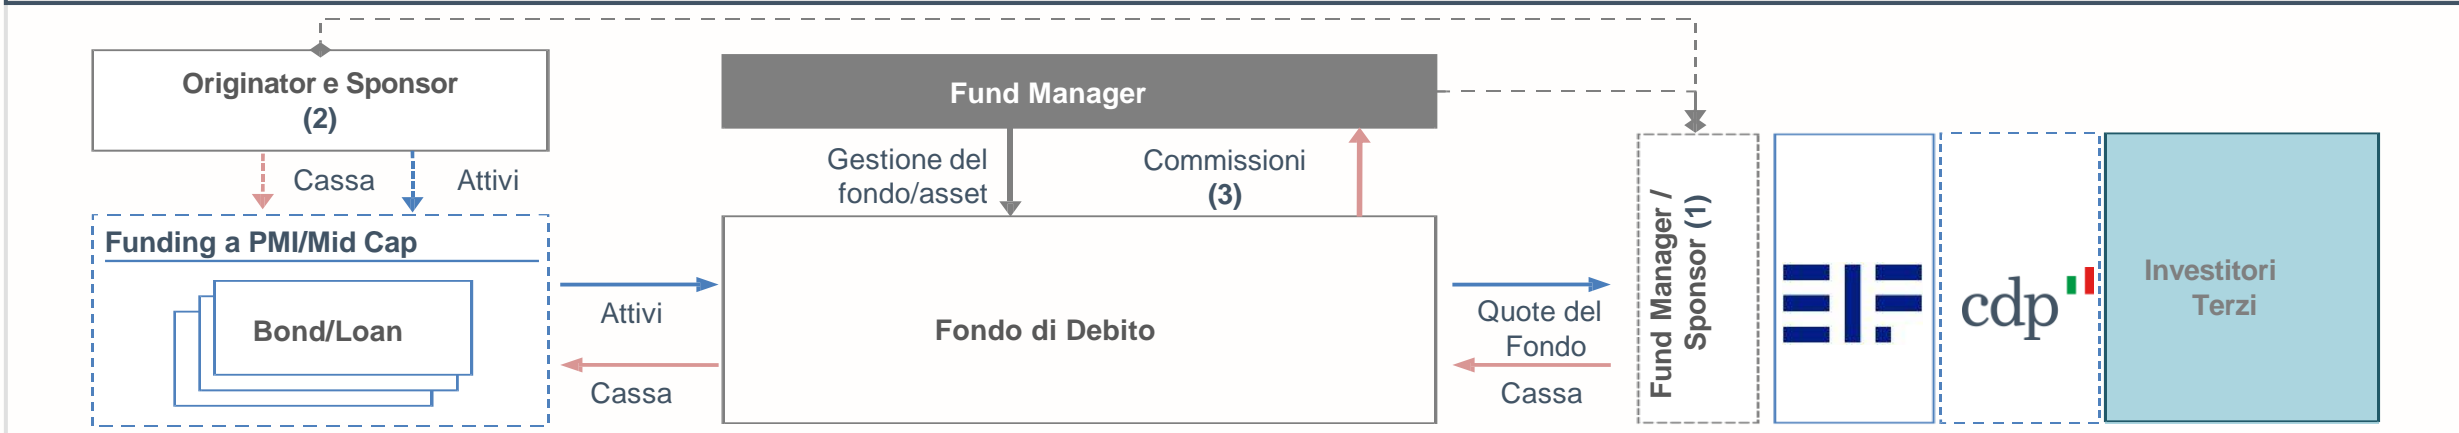 Originator e Sponsor
(2)
Cassa
Attivi
Funding a PMI/Mid Cap
Bond/Loan
Attivi
Cassa
Fund Manager
Gestione del
fondo/asset
Commissioni
(3)
Fondo di Debito
Quote del
Fondo
Cassa
Fund Manager /
Sponsor (1)
EIF
cdp
Investitori
Terzi